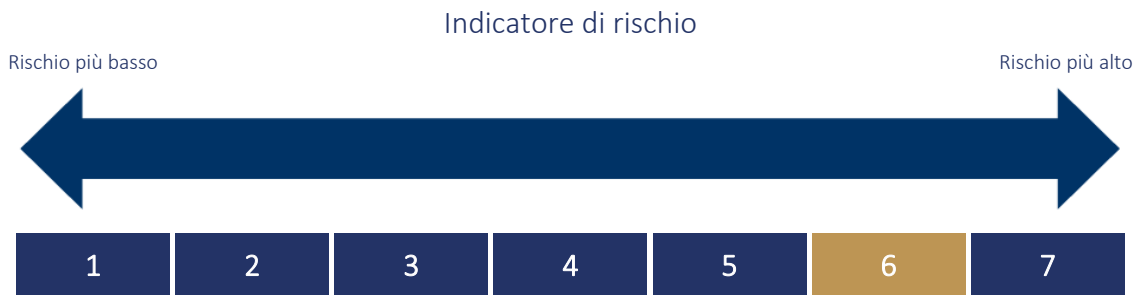 Indicatore di rischio
Rischio più basso
Rischio più alto
1 2 3 4 5 6 7